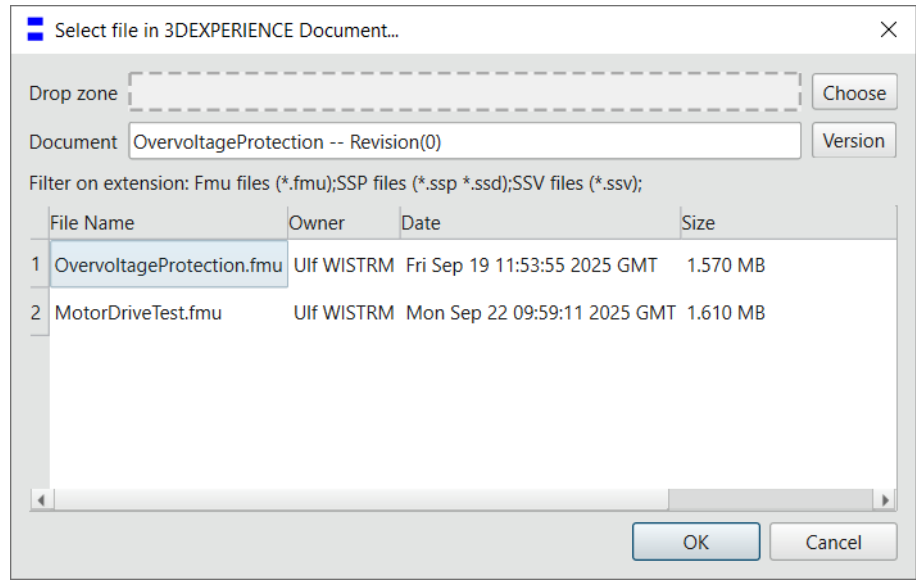 Select file in 3DEXPERIENCE Document...
Drop zone Choose
Document OvervoltageProtection -- Revision(0) Version
Filter on extension: Fmu files (*.fmu);SSP files (*.ssp *.ssd);SSV files (*.ssv);
File Name Owner Date Size
1 OvervoltageProtection.fmu Ulf WISTRM Fri Sep 19 11:53:55 2025 GMT 1.570 MB
2 MotorDriveTest.fmu Ulf WISTRM Mon Sep 22 09:59:11 2025 GMT 1.610 MB
OK Cancel